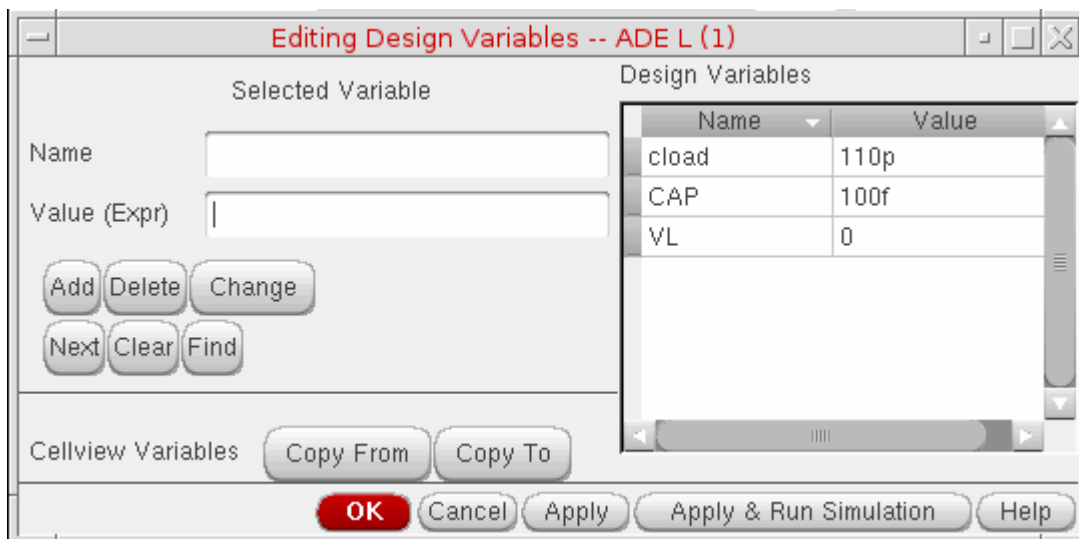 Editing Design Variables -- ADE L (1)
Selected Variable
Name
Value (Expr)
Add Delete Change
Next Clear Find
Cellview Variables Copy From Copy To
Design Variables
Name Value
cload 110p
CAP 100f
VL 0
OK Cancel Apply Apply & Run Simulation Help